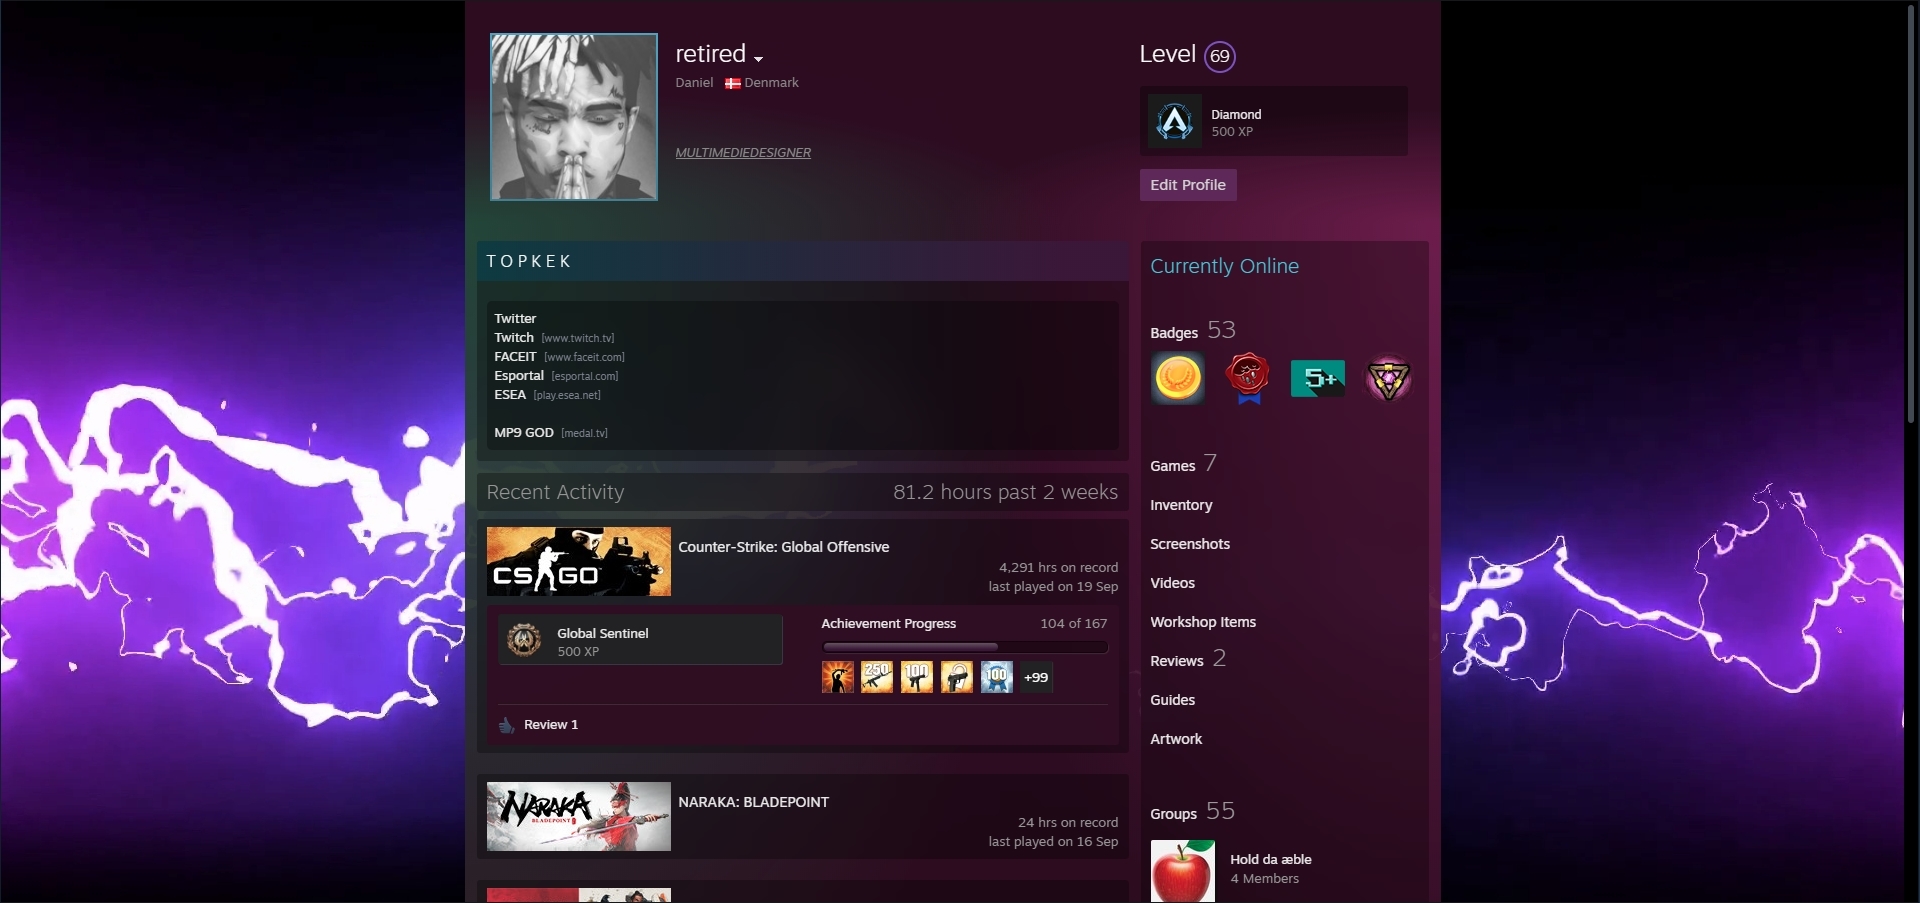 retired
Daniel Denmark
MULTIMEDIEDESIGNER
Level 69
Diamond
500 XP
Edit Profile
T O P K E K
Twitter
Twitch [www.twitch.tv]
FACEIT [www.faceit.com]
Esportal [esportal.com]
ESEA [play.esea.net]
MP9 GOD [medal.tv]
Recent Activity 81.2 hours past 2 weeks
CS GO
Counter-Strike: Global Offensive
4,291 hrs on record
last played on 19 Sep
Global Sentinel
500 XP
Achievement Progress 104 of 167
250 100 100 +99
Review 1
NARAKA
BLADEPOINT
NARAKA: BLADEPOINT
24 hrs on record
last played on 16 Sep
Currently Online
Badges 53
5+
Games 7
Inventory
Screenshots
Videos
Workshop Items
Reviews 2
Guides
Artwork
Groups 55
Hold da æble
4 Members